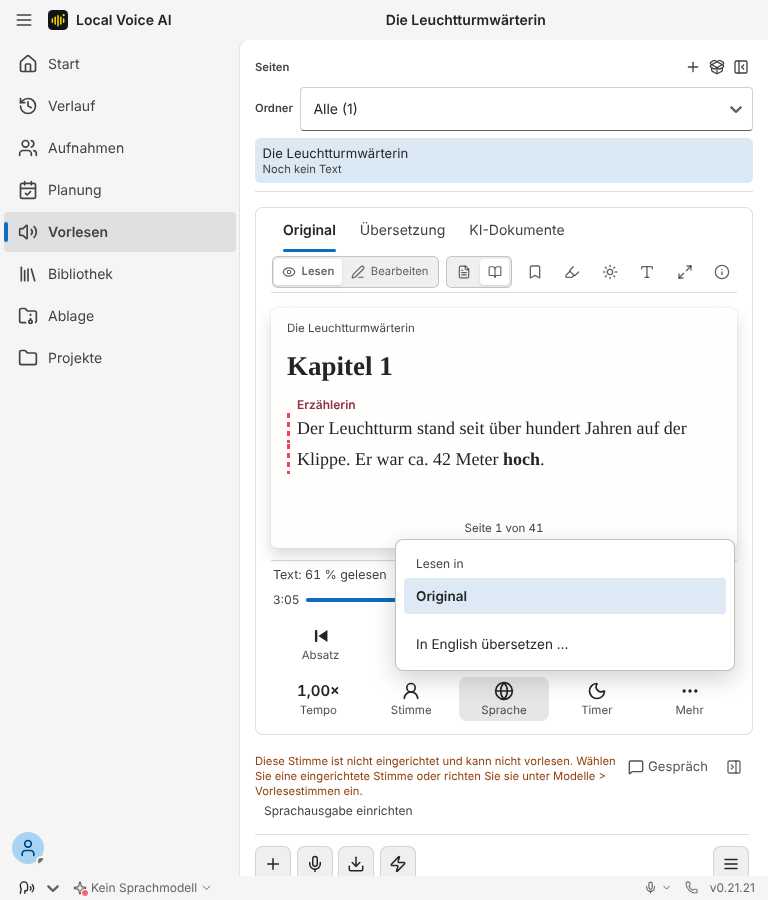 Local Voice AI
Die Leuchtturmwärterin
Start
Verlauf
Aufnahmen
Planung
Vorlesen
Bibliothek
Ablage
Projekte
Seiten
Ordner
Alle (1)
Die Leuchtturmwärterin
Noch kein Text
Original Übersetzung KI-Dokumente
Lesen Bearbeiten
Die Leuchtturmwärterin
Kapitel 1
Erzählerin
Der Leuchtturm stand seit über hundert Jahren auf der
Klippe. Er war ca. 42 Meter hoch.
Seite 1 von 41
Text: 61 % gelesen
3:05
Lesen in
Original
In English übersetzen ...
Absatz
1,00×
Tempo Stimme Sprache Timer Mehr
Diese Stimme ist nicht eingerichtet und kann nicht vorlesen. Wählen
Sie eine eingerichtete Stimme oder richten Sie sie unter Modelle >
Vorlesestimmen ein.
Gespräch
Sprachausgabe einrichten
Kein Sprachmodell
v0.21.21